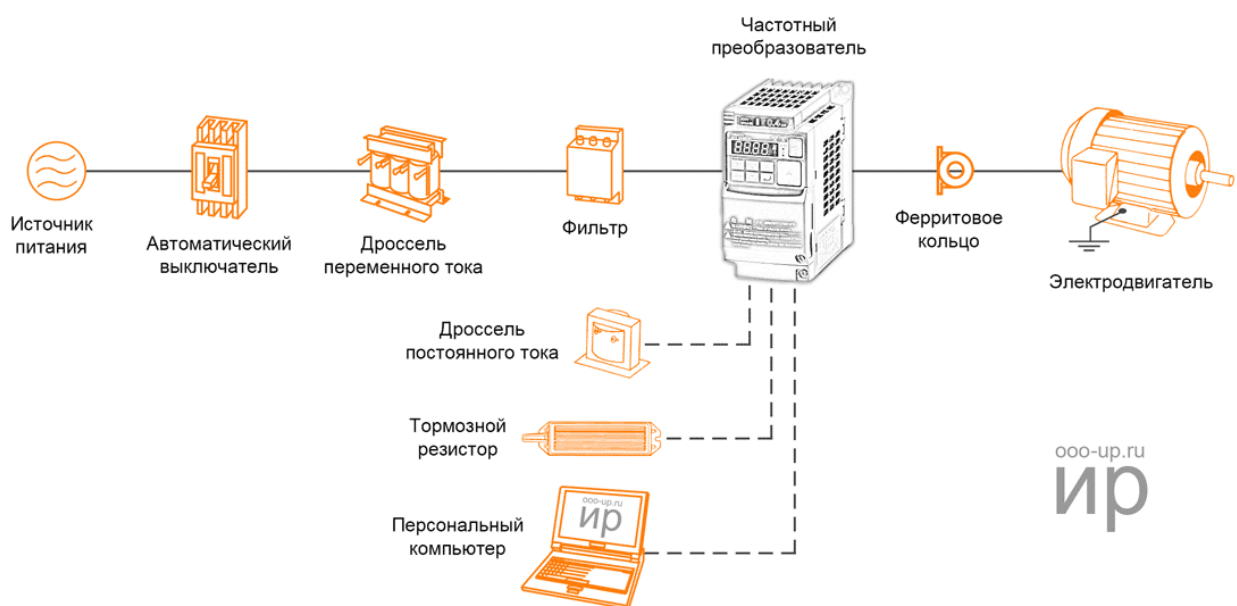 Частотный
преобразователь
Источник
питания
Автоматический
выключатель
Дроссель
переменного тока
Фильтр
Ферритовое
кольцо
Электродвигатель
Дроссель
постоянного тока
Тормозной
резистор
Персональный
компьютер
ooo-up.ru
ир
ooo-up.ru
ир